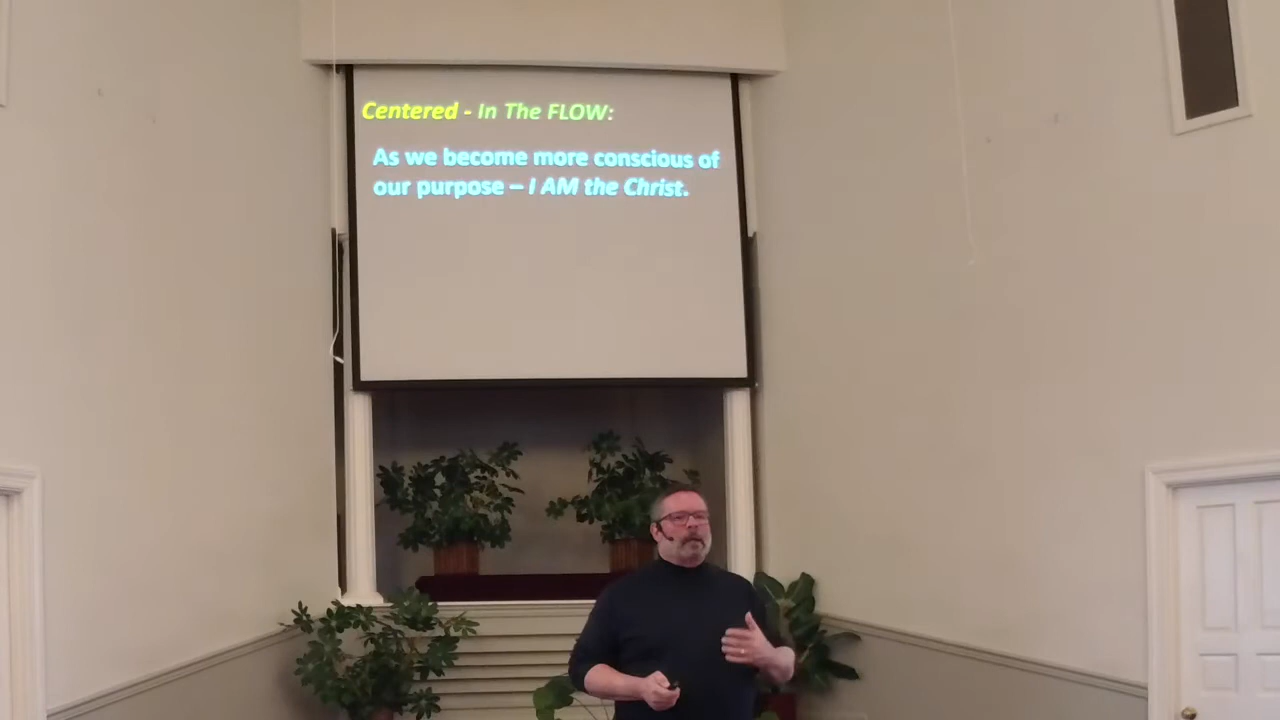 Centered - In The FLOW:
As we become more conscious of
our purpose – I AM the Christ.